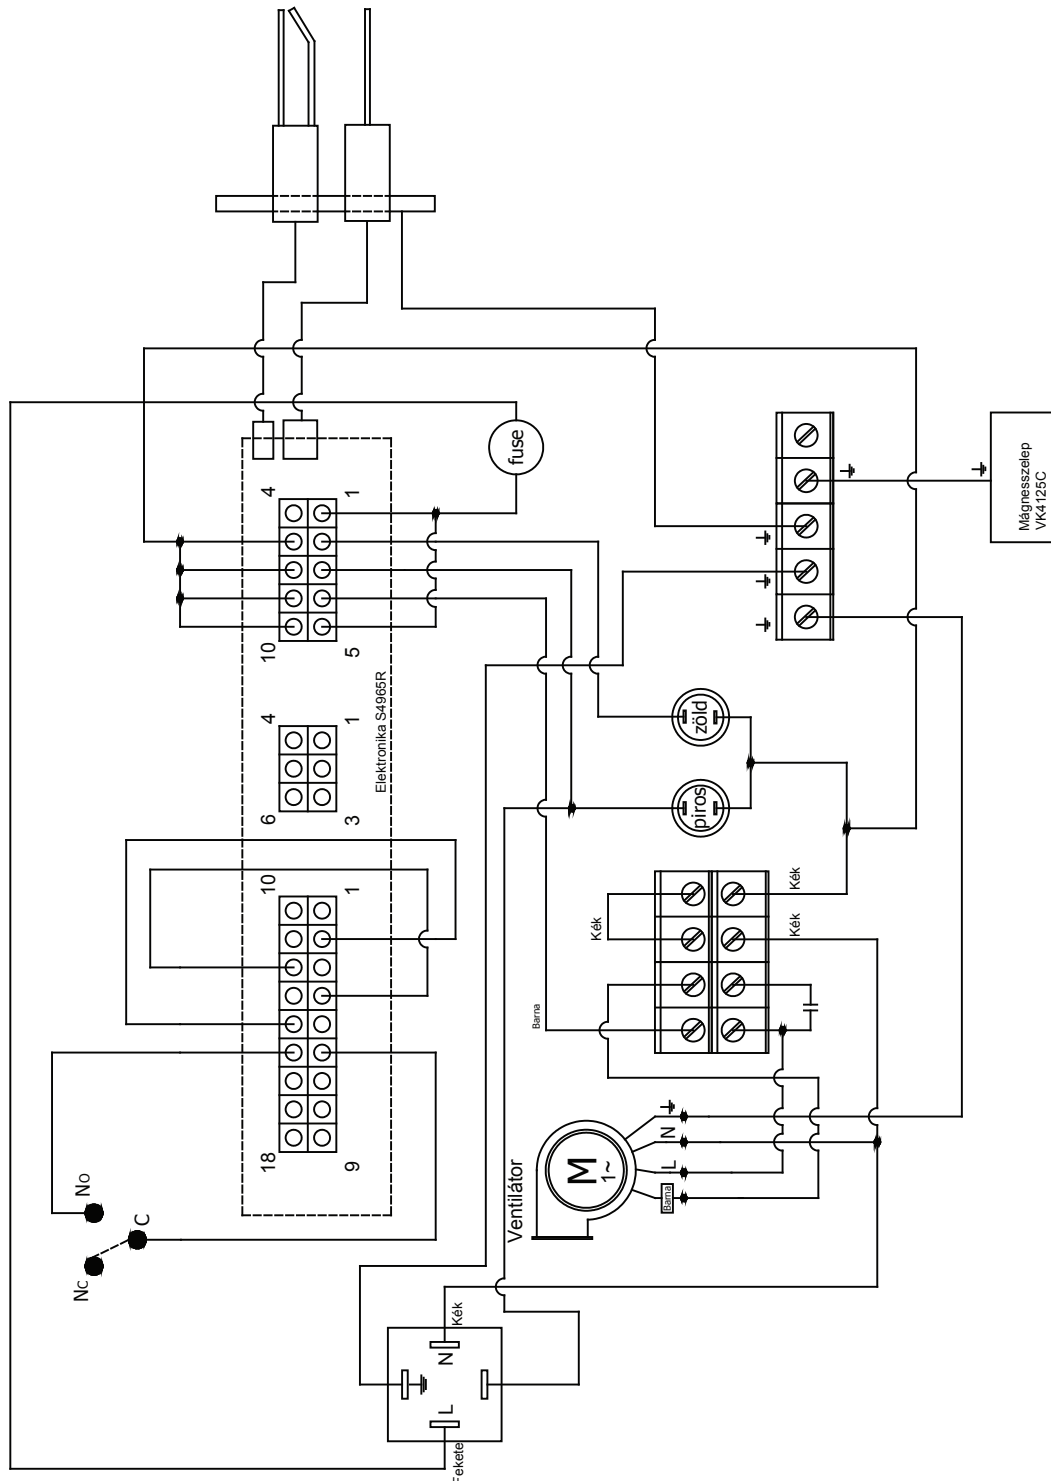 fuse
4
1
10
5
Elektronika S4965R
4
1
6
3
10
1
18
9
Mágnesszelep
VK4125C
zöld
piros
Kék
Kék
Kék
Barna
N
L
Barna
M
1~
Ventilátor
No
C
Nc
Kék
N
L
Fekete